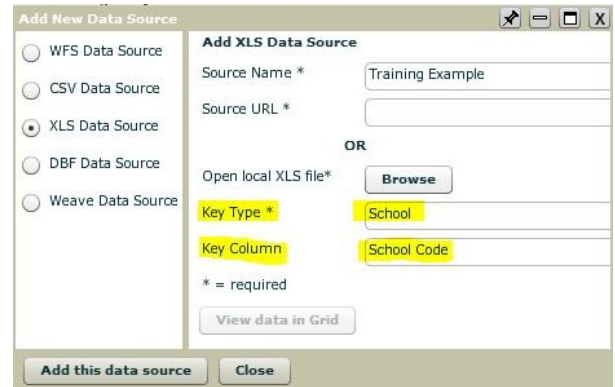 Add New Data Source
X
WFS Data Source
CSV Data Source
XLS Data Source
DBF Data Source
Weave Data Source
Add XLS Data Source
Source Name * Training Example
Source URL *
OR
Open local XLS file* Browse
Key Type * School
Key Column School Code
* = required
View data in Grid
Add this data source Close